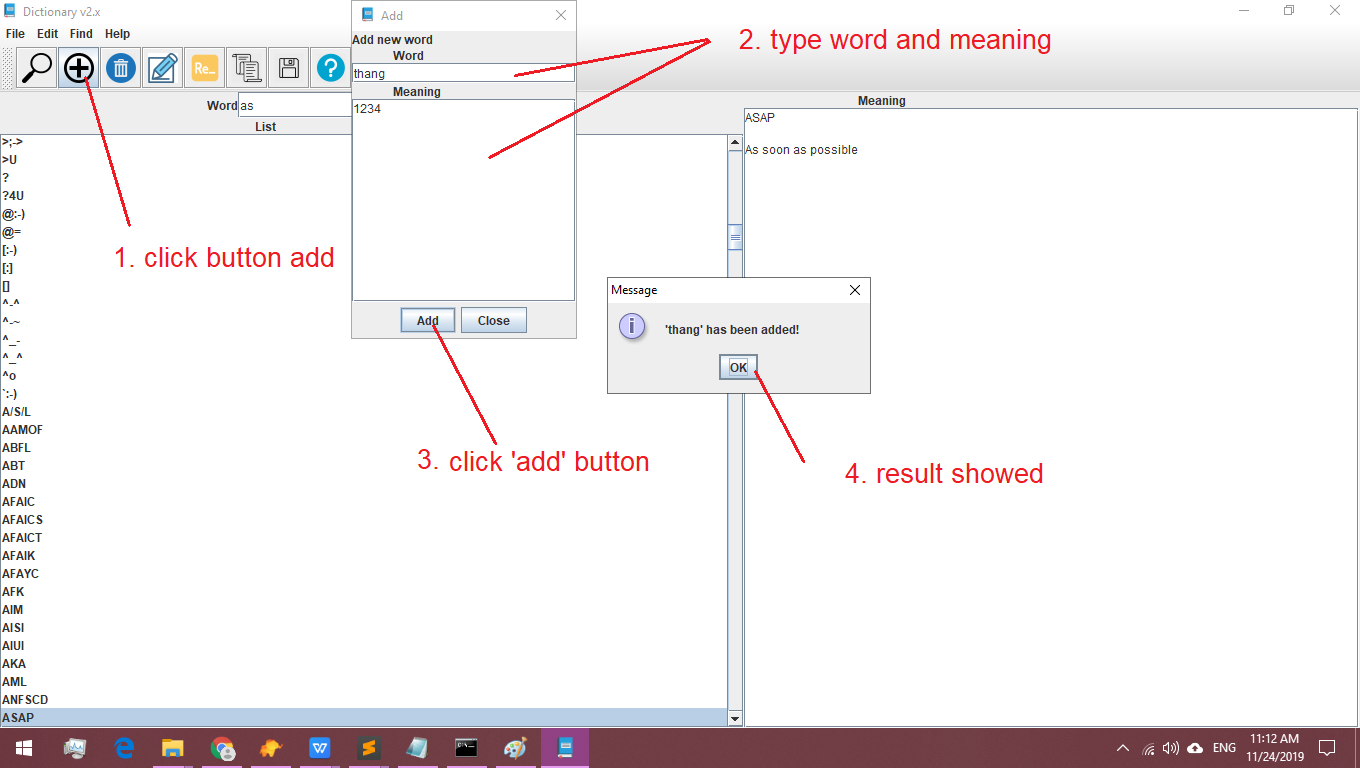 Dictionary v2.x
File Edit Find Help
Re..
?
Word as
List
>;->
>U
?
?4U
@:-)
@=
[:-)
[:]
[]
^-^
^-~
^_-
^_^
^o
`:-)
A/S/L
AAMOF
ABFL
ABT
ADN
AFAIC
AFAICS
AFAICT
AFAIK
AFAYC
AFK
AIM
AISI
AIUI
AKA
AML
ANFSCD
ASAP
Add
Add new word
Word
thang
Meaning
1234
Add Close
Meaning
ASAP
As soon as possible
Message
i
'thang' has been added!
OK
1. click button add
2. type word and meaning
3. click 'add' button
4. result showed
ENG
11:12 AM
11/24/2019